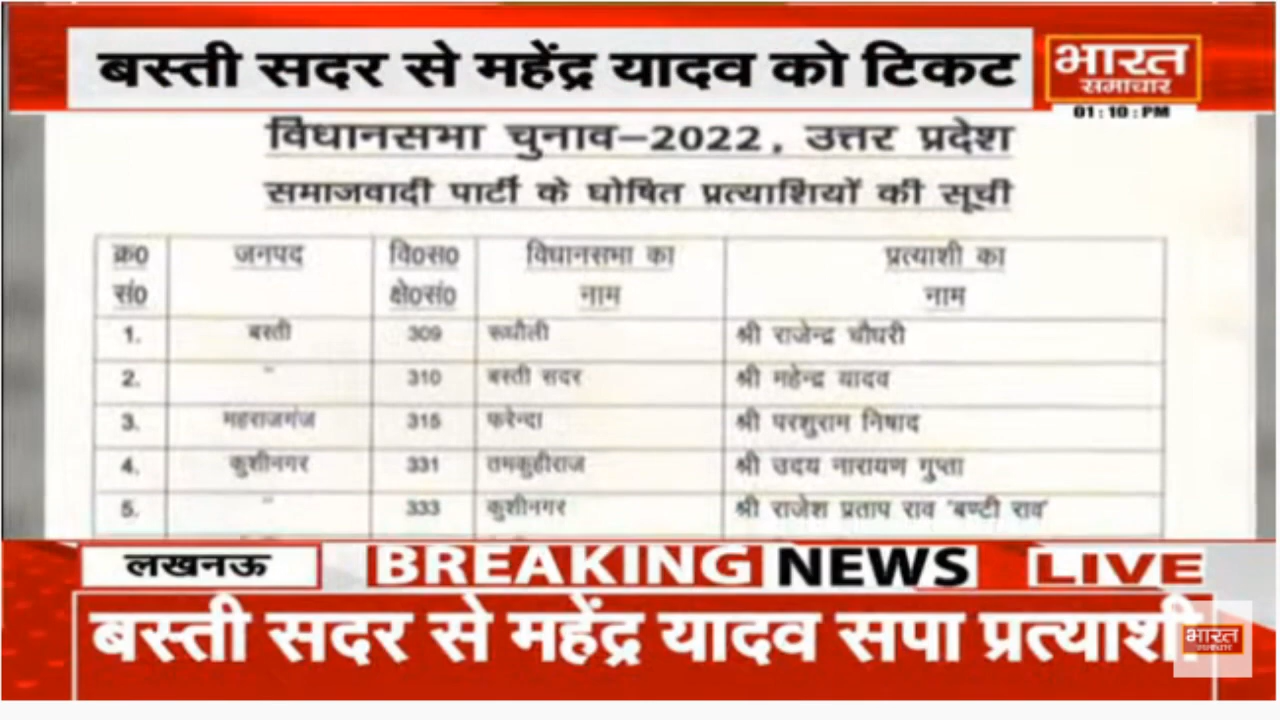 बस्ती सदर से महेंद्र यादव को टिकट
भारत
समाचार
01:10:PM
विधानसभा चुनाव–2022, उत्तर प्रदेश
समाजवादी पार्टी के घोषित प्रत्याशियों की सूची
क्र0 सं0 जनपद वि0स0 क्षे0सं0 विधानसभा का नाम प्रत्याशी का नाम
1. बस्ती 309 रूधौली श्री राजेन्द्र चौधरी
2. " 310 बस्ती सदर श्री महेन्द्र यादव
3. महराजगंज 315 फरेन्दा श्री परशुराम निषाद
4. कुशीनगर 331 तमकुहीराज श्री उदय नारायण गुप्ता
5. " 333 कुशीनगर श्री राजेश प्रताप राव 'बण्टी राव'
लखनऊ BREAKING NEWS LIVE
बस्ती सदर से महेंद्र यादव सपा प्रत्याशी
भारत
समाचार